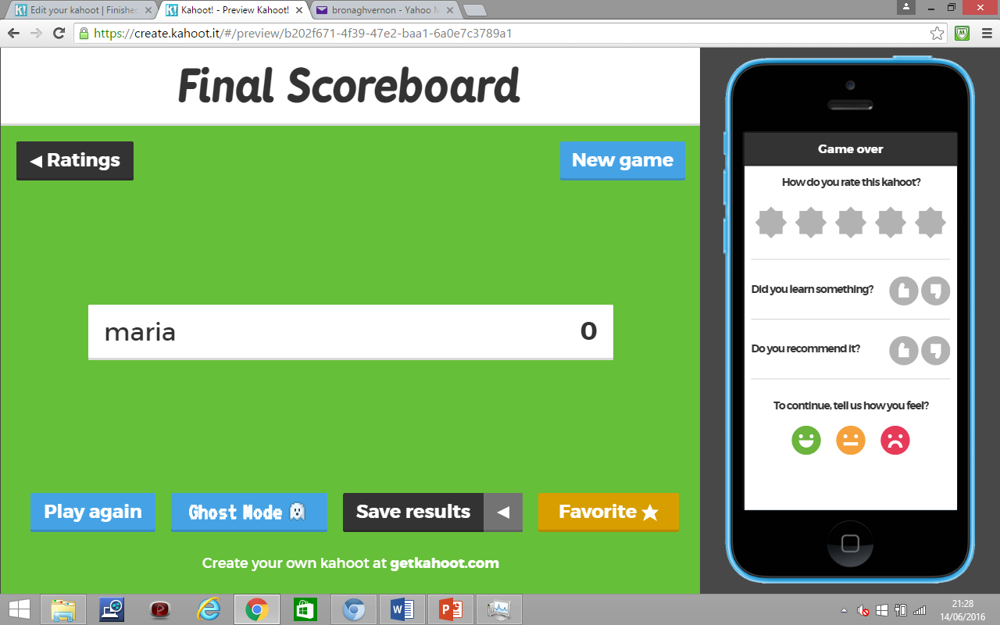 Edit your kahoot | Finished
Kahoot! - Preview Kahoot!
bronaghvernon - Yahoo M
https://create.kahoot.it/#/preview/b202f671-4f39-47e2-baa1-6a0e7c3789a1
Final Scoreboard
Ratings
New game
maria 0
Play again
Ghost Mode
Save results
Favorite
Create your own kahoot at getkahoot.com
Game over
How do you rate this kahoot?
Did you learn something?
Do you recommend it?
To continue, tell us how you feel?
21:28
14/06/2016